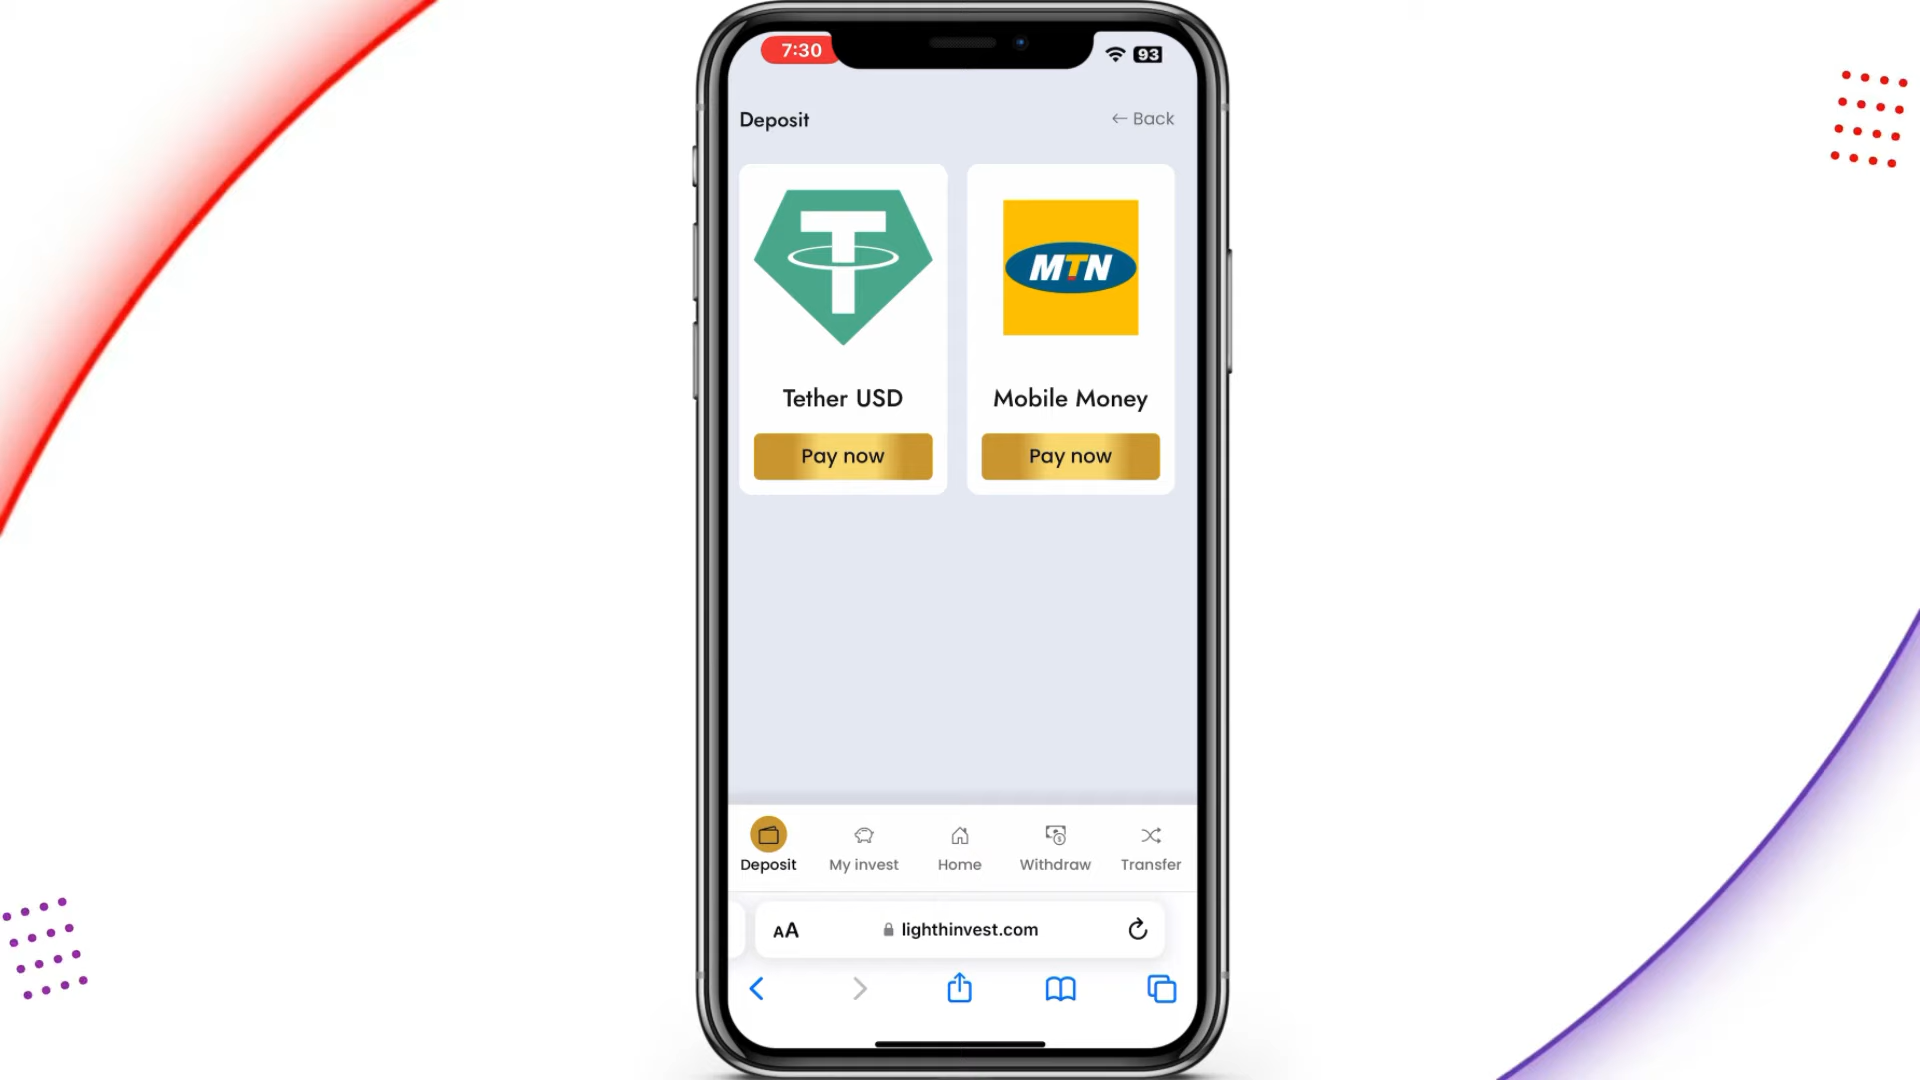 7:30
93
Deposit
← Back
T
MTN
Tether USD
Mobile Money
Pay now
Pay now
Deposit
My invest
Home
Withdraw
Transfer
AA
lighthinvest.com